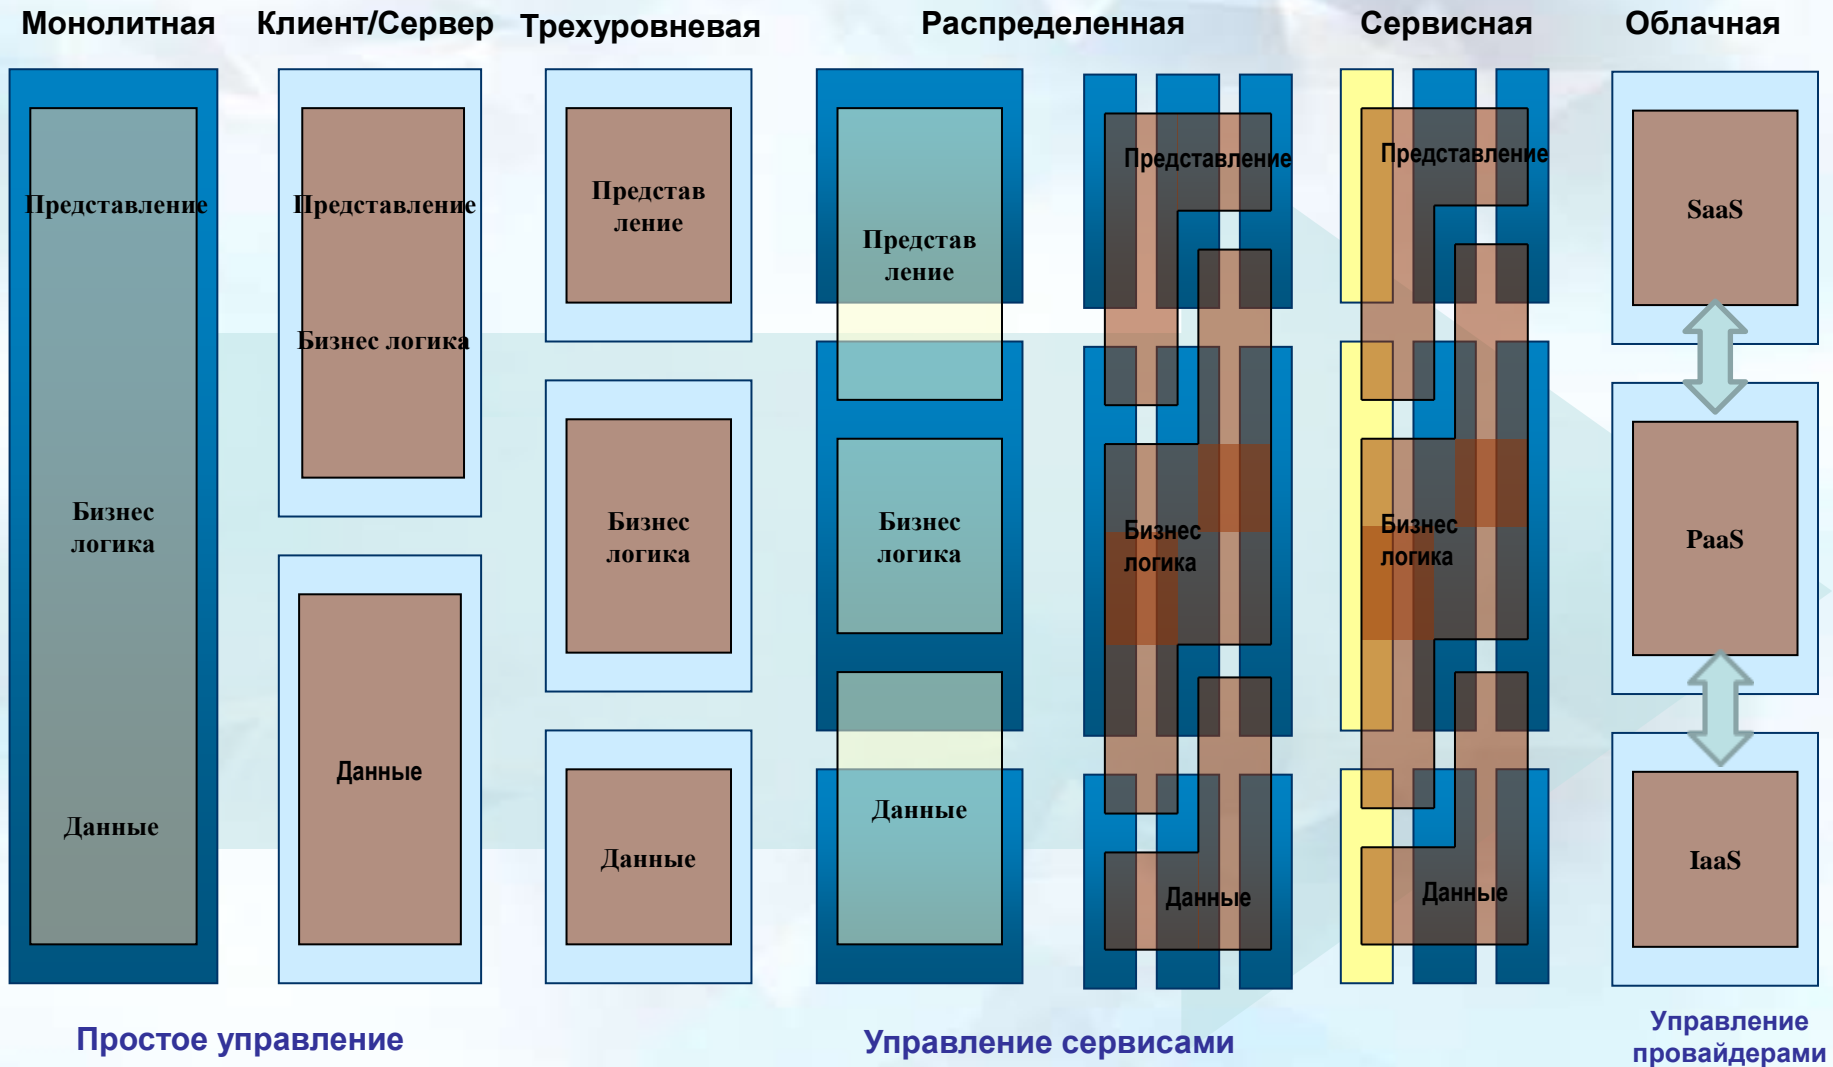 Монолитная
Клиент/Сервер
Трехуровневая
Распределенная
Сервисная
Облачная
Представление
Бизнес
логика
Данные
Представление
Бизнес логика
Данные
Представ
ление
Бизнес
логика
Данные
Представ
ление
Бизнес
логика
Данные
Представление
Бизнес
логика
Данные
Представление
Бизнес
логика
Данные
SaaS
PaaS
IaaS
Простое управление
Управление сервисами
Управление
провайдерами